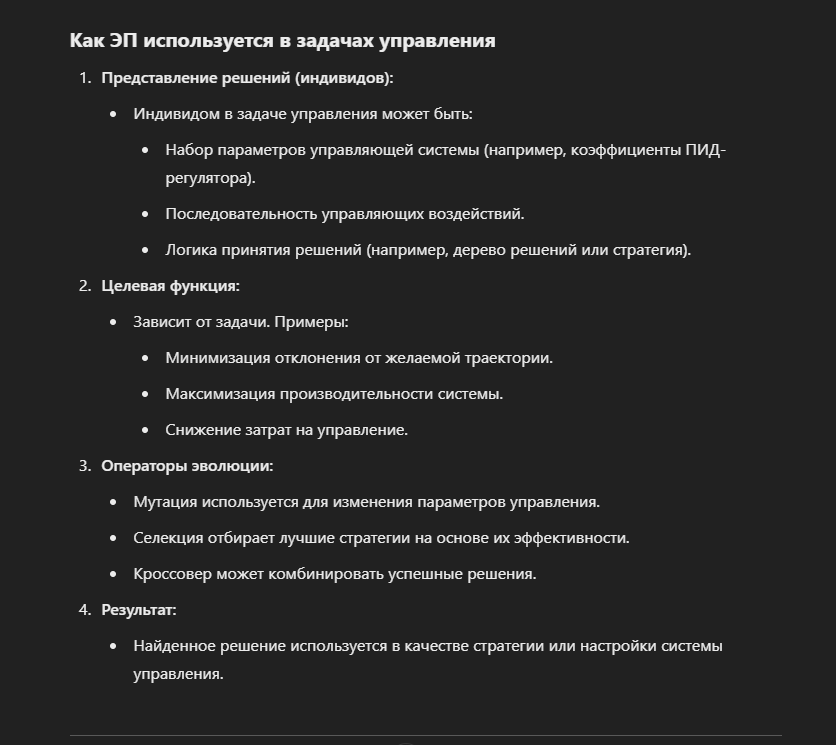 Как ЭП используется в задачах управления
1. Представление решений (индивидов):
• Индивидом в задаче управления может быть:
• Набор параметров управляющей системы (например, коэффициенты ПИД-
регулятора).
• Последовательность управляющих воздействий.
• Логика принятия решений (например, дерево решений или стратегия).
2. Целевая функция:
• Зависит от задачи. Примеры:
• Минимизация отклонения от желаемой траектории.
• Максимизация производительности системы.
• Снижение затрат на управление.
3. Операторы эволюции:
• Мутация используется для изменения параметров управления.
• Селекция отбирает лучшие стратегии на основе их эффективности.
• Кроссовер может комбинировать успешные решения.
4. Результат:
• Найденное решение используется в качестве стратегии или настройки системы
управления.